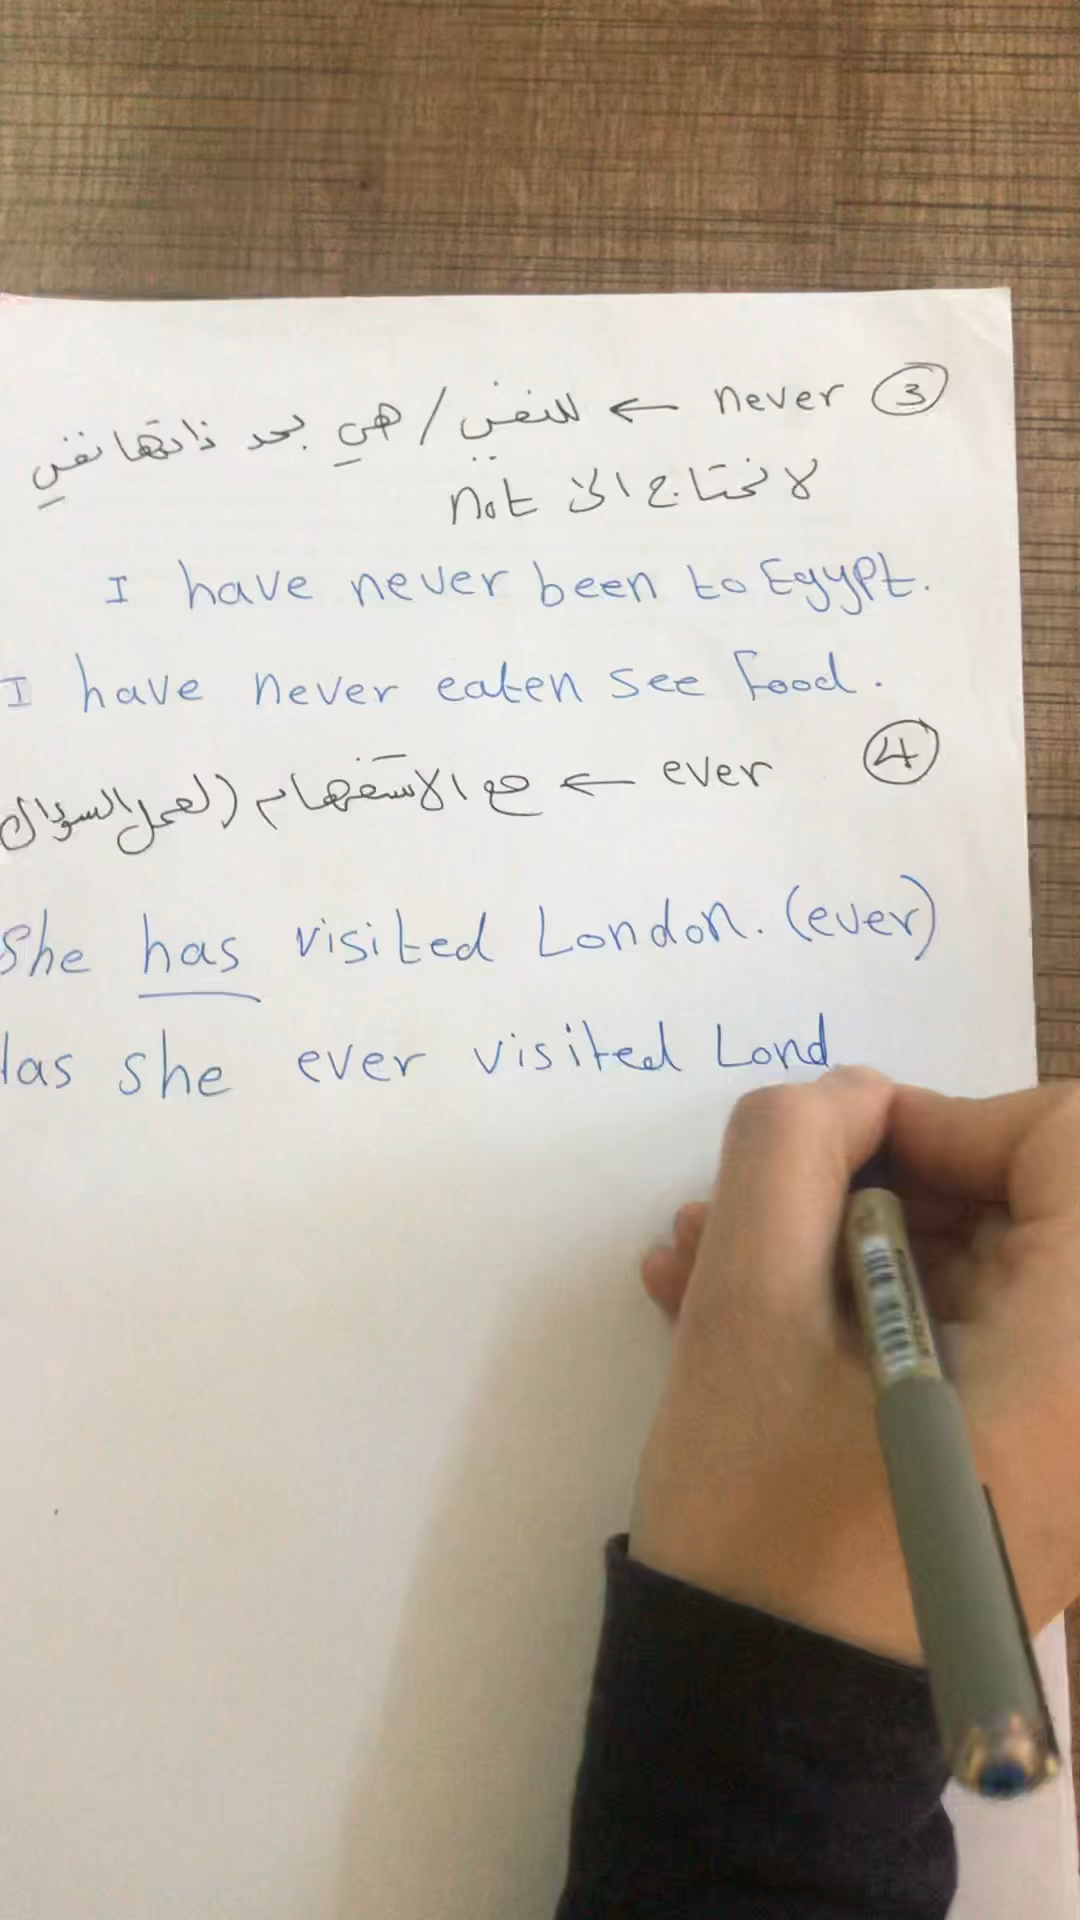 ③ never ← للنفي / هي بحد ذاتها نفي
لا نحتاج الى not
I have never been to Egypt.
I have never eaten see food.
④ ever ← مع الاستفهام (لعمل السؤال
She has visited London. (ever)
Has she ever visited Lond